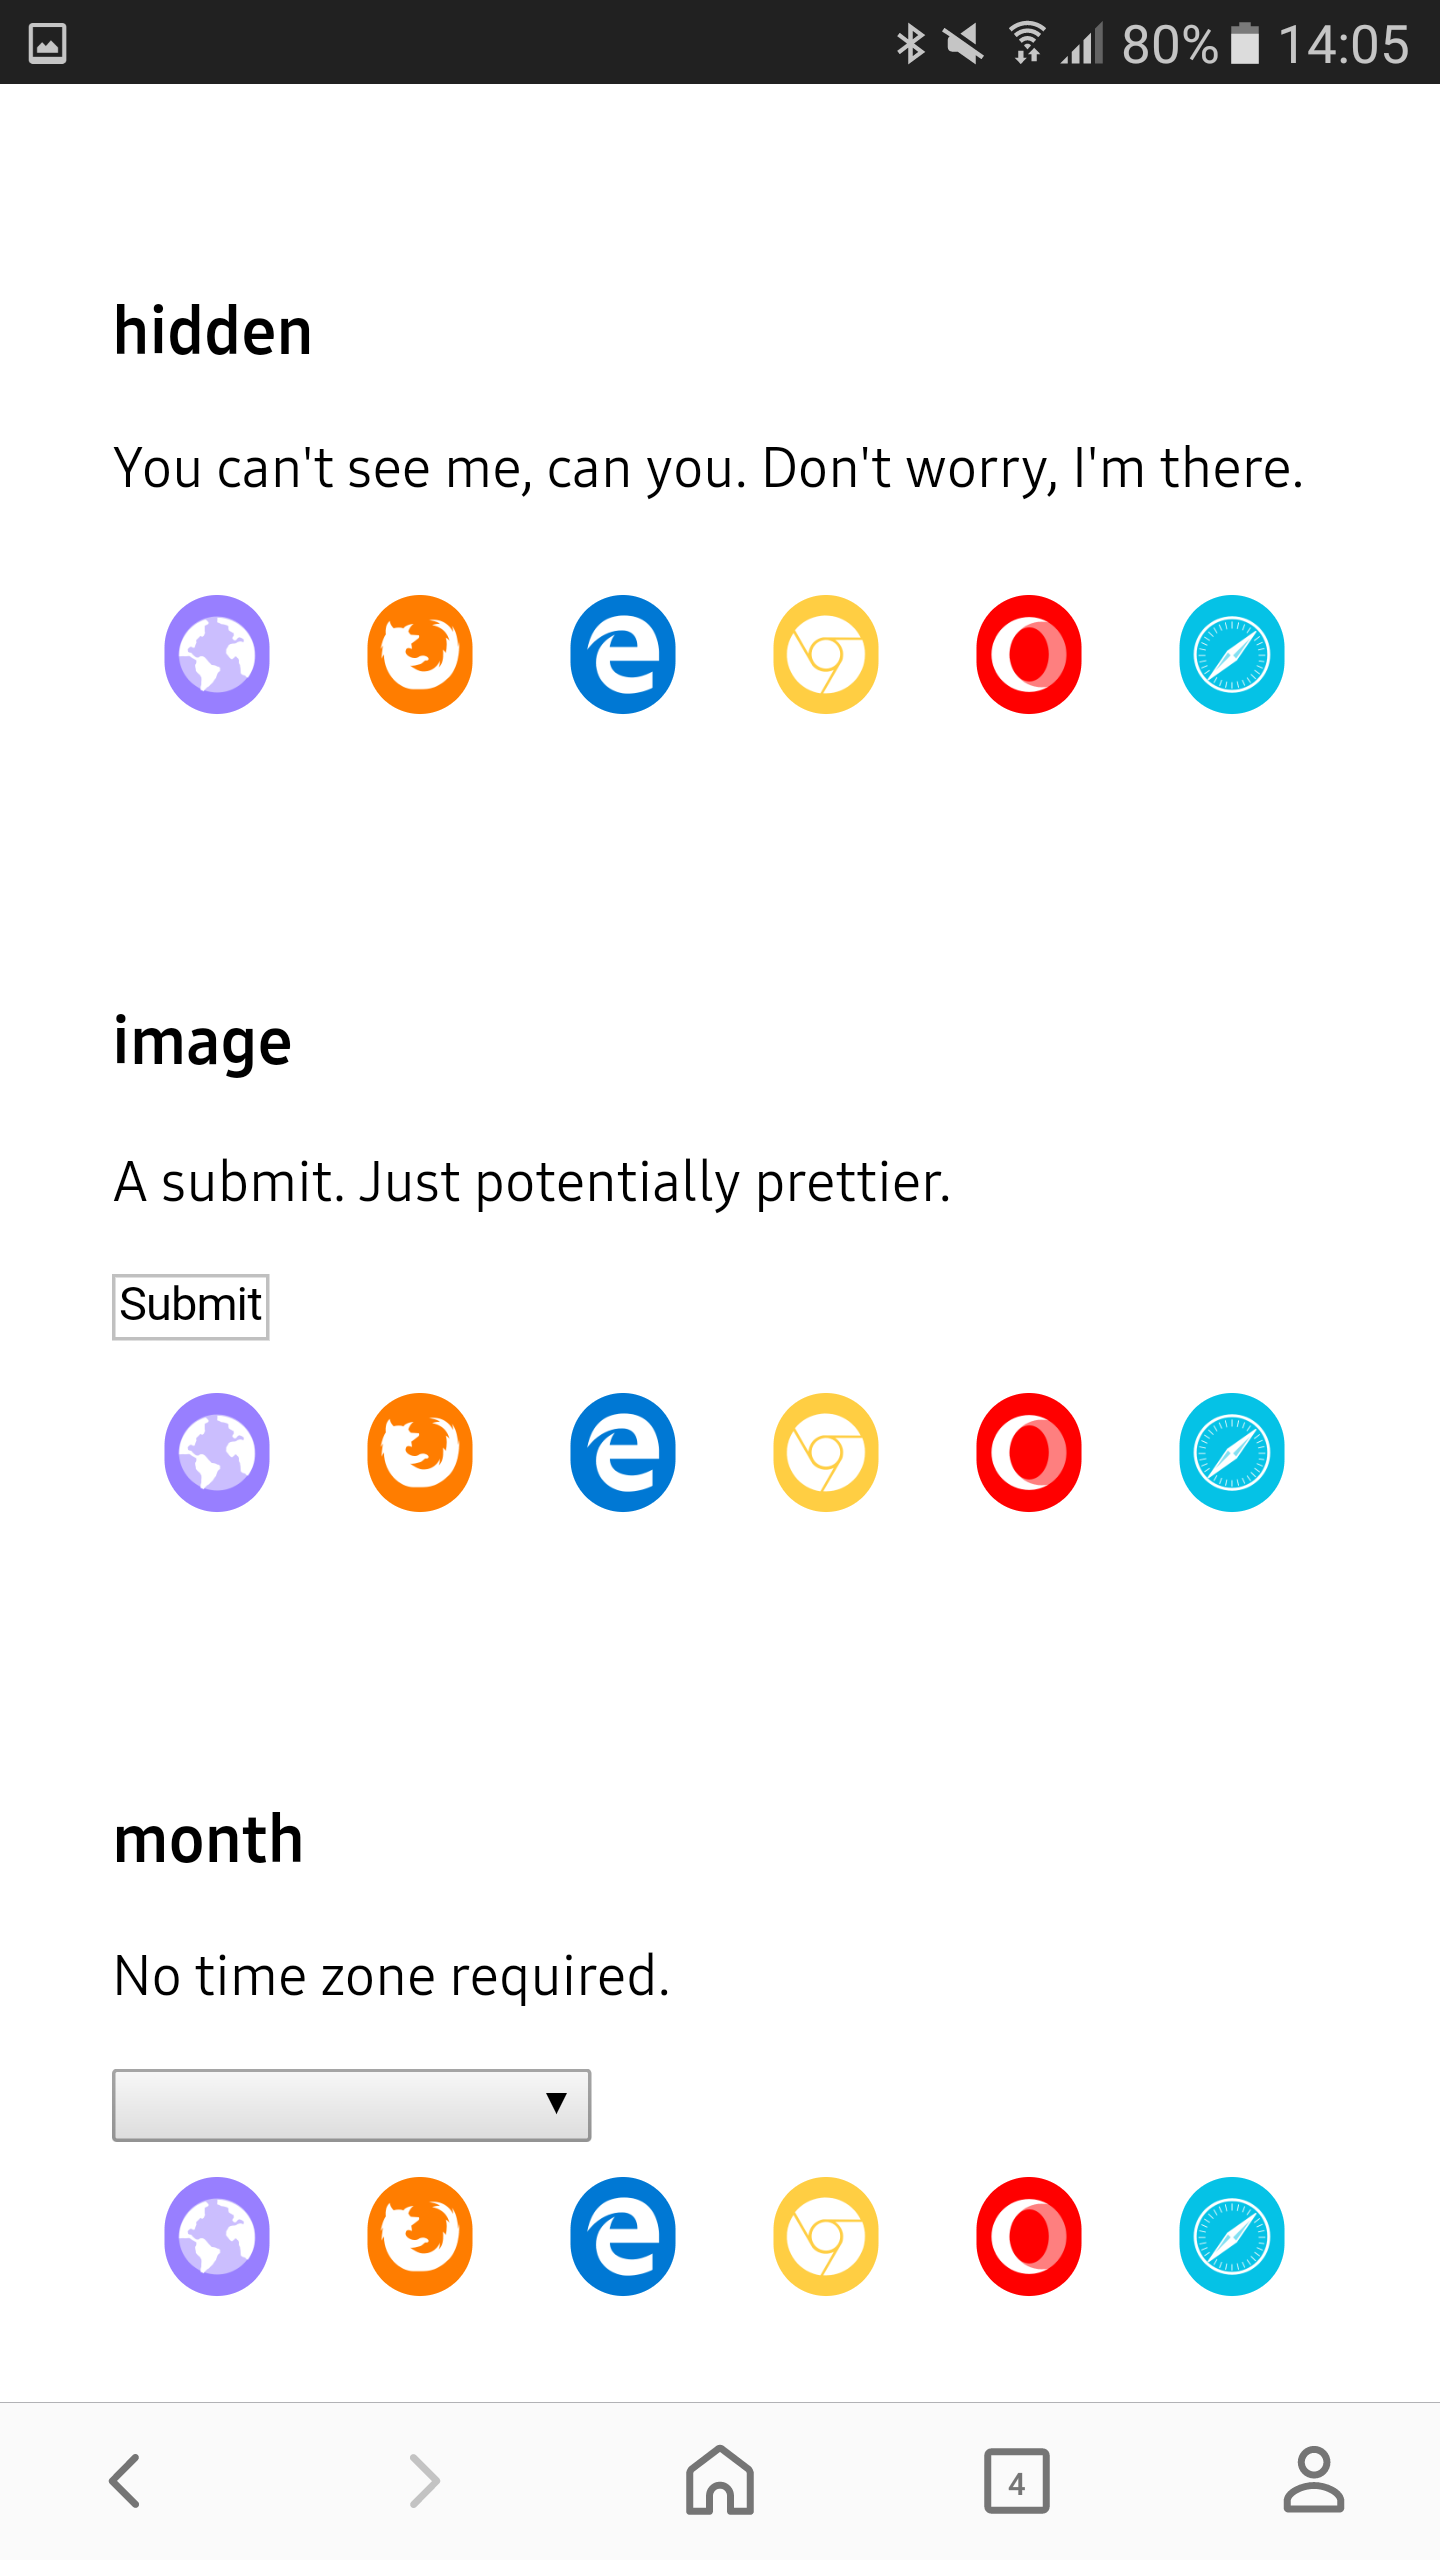 80% 14:05
hidden
You can't see me, can you. Don't worry, I'm there.
image
A submit. Just potentially prettier.
Submit
month
No time zone required.
4